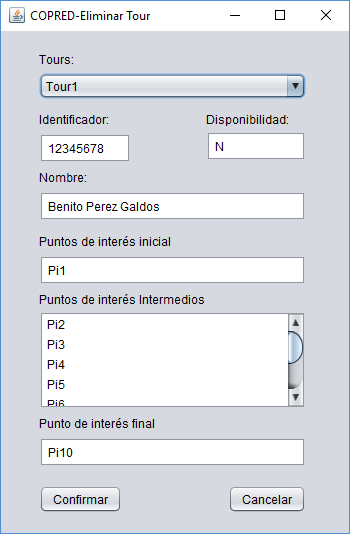 COPRED-Eliminar Tour
Tours:
Tour1
Identificador: Disponibilidad:
12345678 N
Nombre:
Benito Perez Galdos
Puntos de interés inicial
Pi1
Puntos de interés Intermedios
Pi2
Pi3
Pi4
Pi5
Pi6
Punto de interés final
Pi10
Confirmar Cancelar